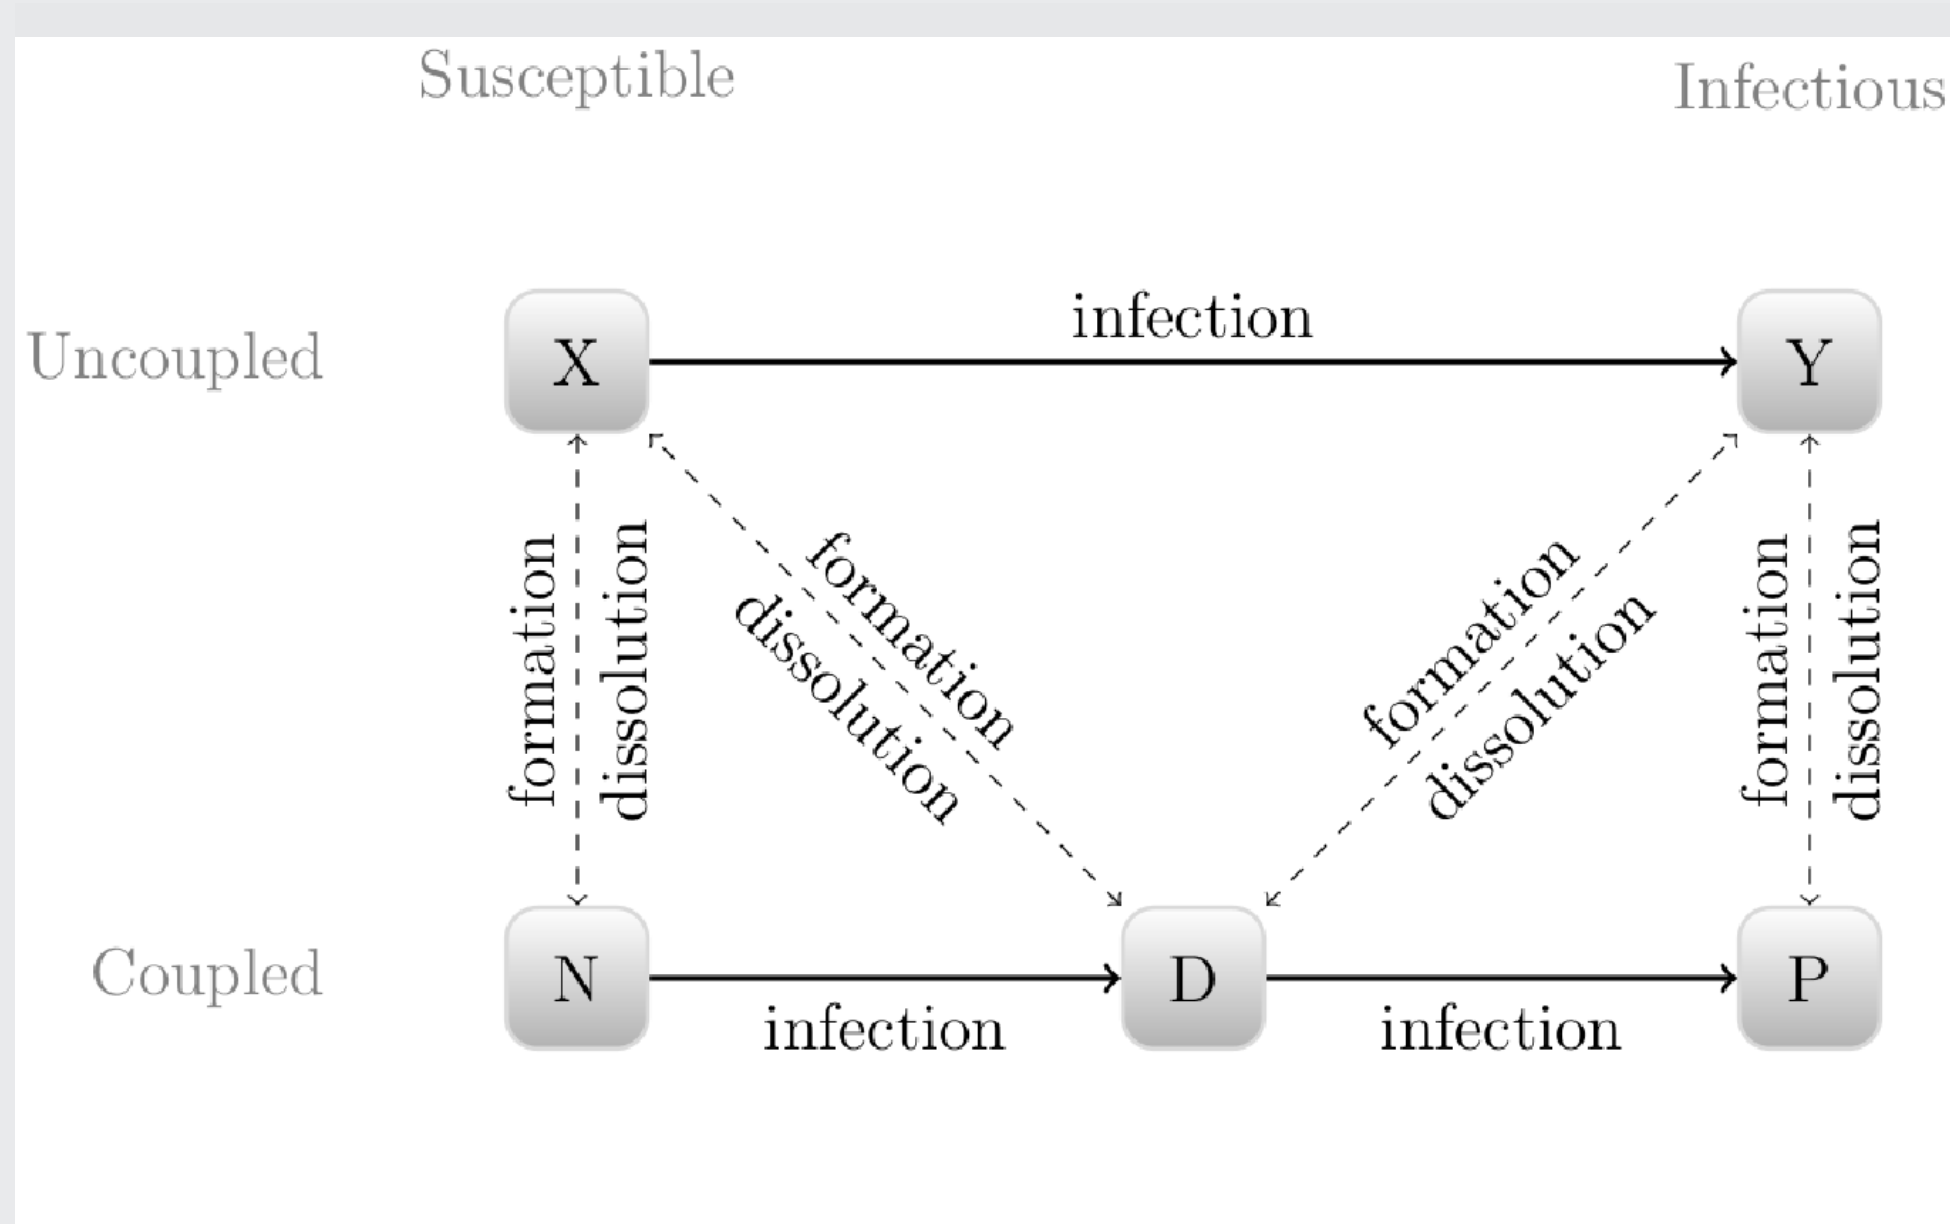 Susceptible
Infectious
Uncoupled
X
infection
Y
formation
dissolution
formation
dissolution
formation
dissolution
formation
dissolution
Coupled
N
infection
D
infection
P